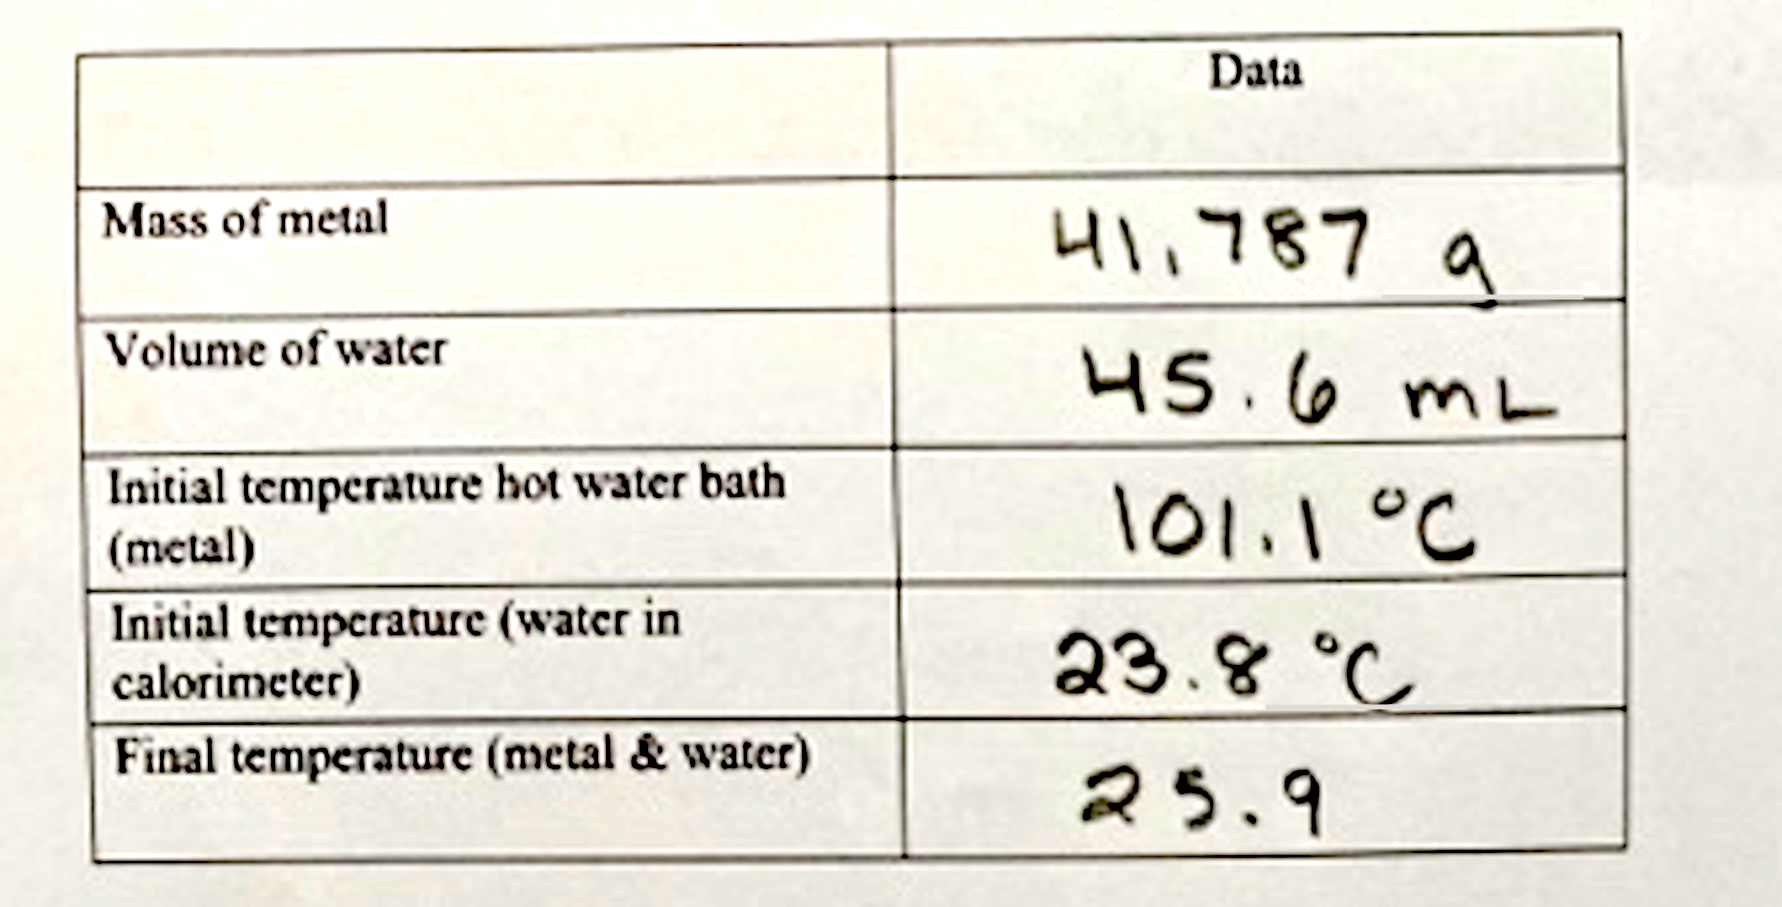 Data
Mass of metal 41.787 g
Volume of water 45.6 mL
Initial temperature hot water bath
(metal) 101.1 °C
Initial temperature (water in
calorimeter) 23.8 °C
Final temperature (metal & water) 25.9